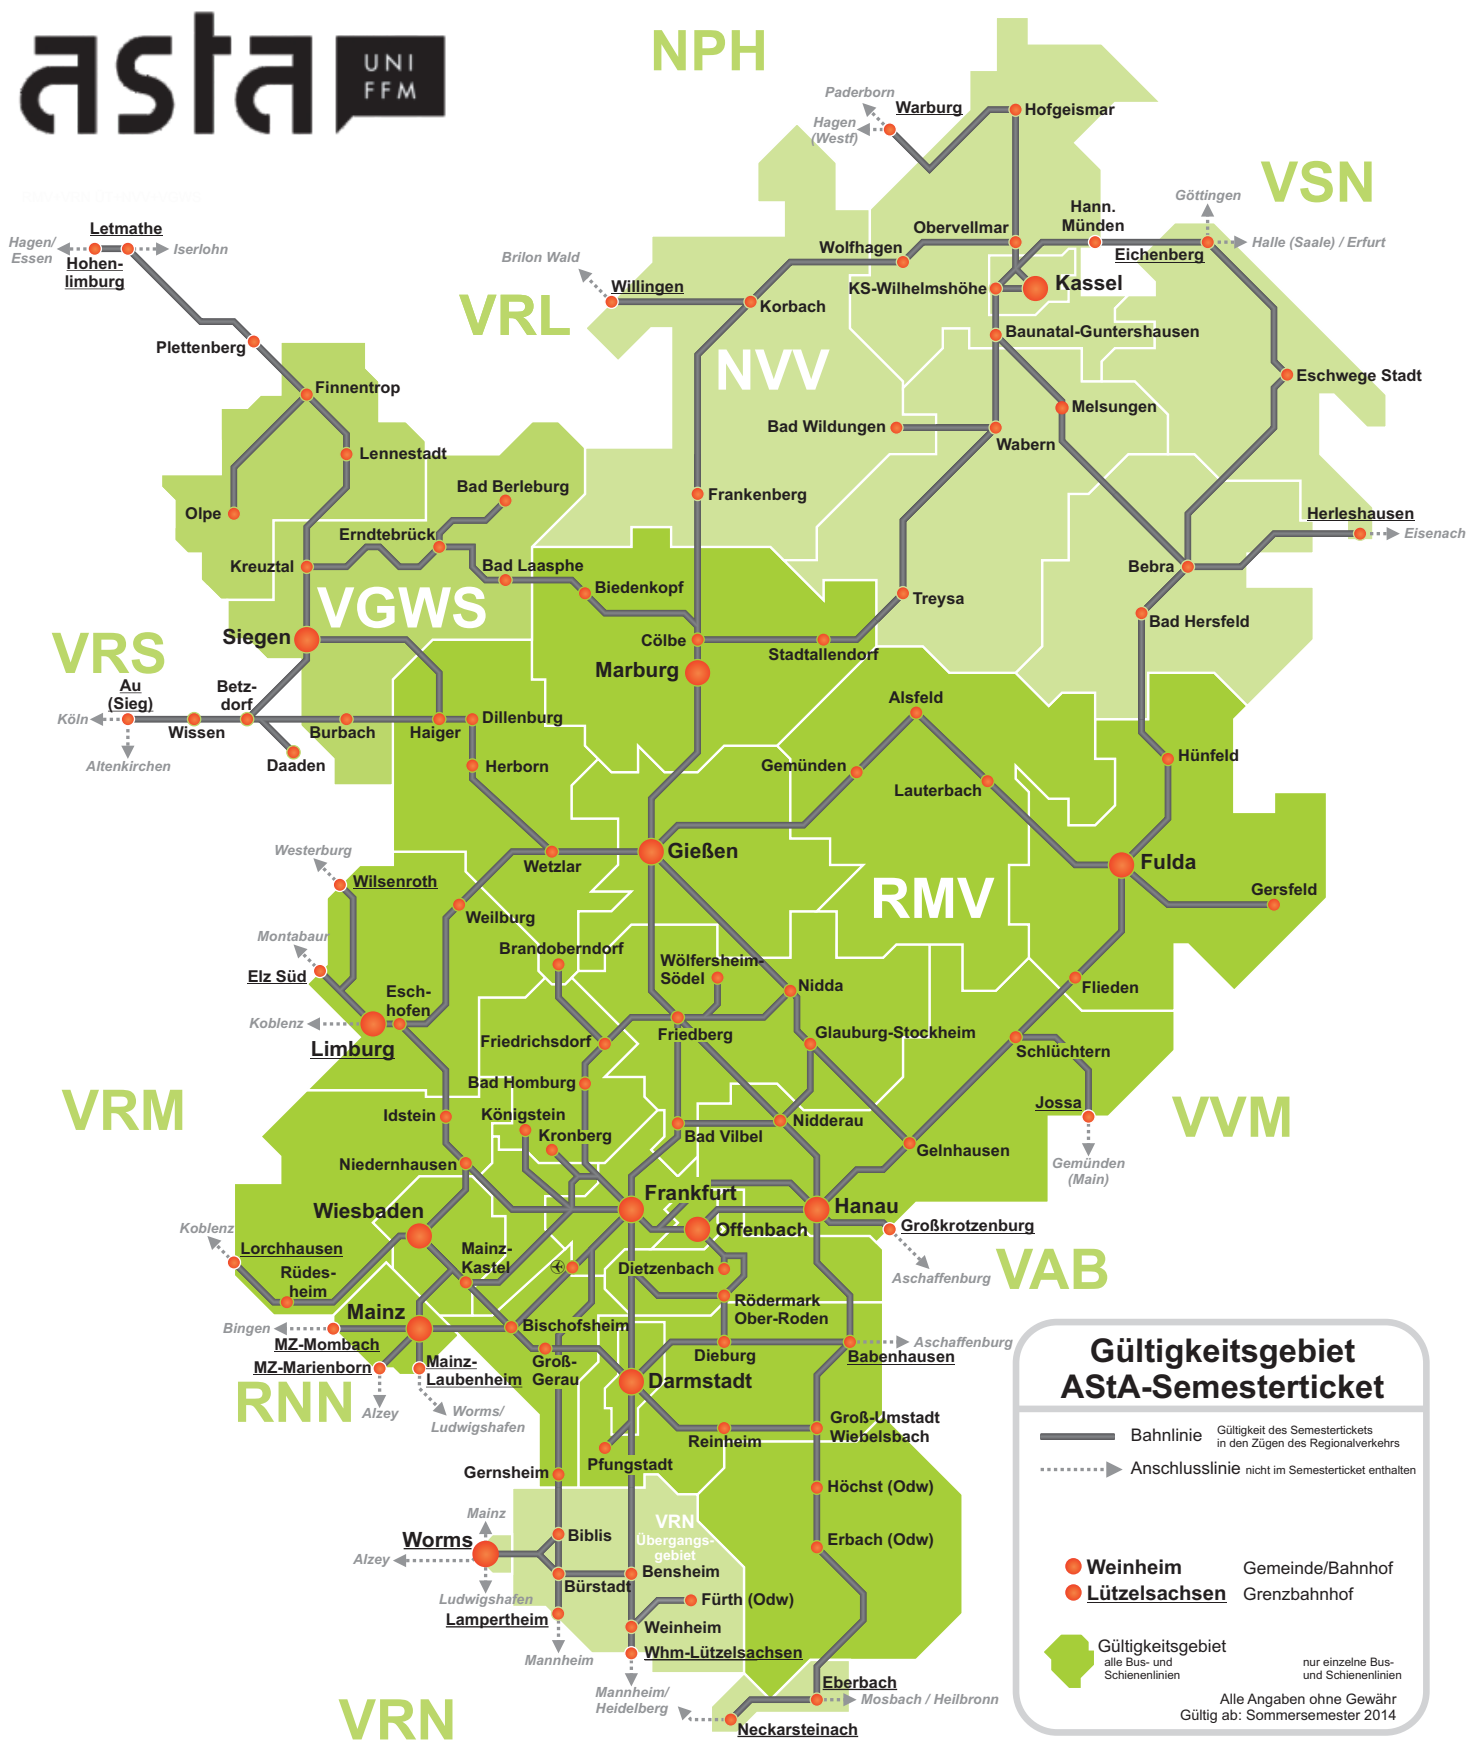 asta
UNI
FFM
NPH
Paderborn
Warburg
Hofgeismar
Hagen
(Westf)
VSN
Göttingen
Letmathe
Hagen/
Essen
Iserlohn
Hohen-
limburg
Hann.
Münden
Obervellmar
Wolfhagen
Halle (Saale) / Erfurt
Eichenberg
Brilon Wald
Willingen
KS-Wilhelmshöhe
Kassel
VRL
Korbach
Baunatal-Guntershausen
Plettenberg
NVV
Eschwege Stadt
Finnentrop
Melsungen
Bad Wildungen
Wabern
Lennestadt
Bad Berleburg
Frankenberg
Olpe
Herleshausen
Eisenach
Erndtebrück
Kreuztal
Bad Laasphe
Biedenkopf
Bebra
VGWS
Treysa
Bad Hersfeld
Siegen
VRS
Cölbe
Stadtallendorf
Marburg
Au
(Sieg)
Betz-
dorf
Alsfeld
Köln
Wissen
Burbach
Haiger
Dillenburg
Altenkirchen
Daaden
Herborn
Gemünden
Hünfeld
Lauterbach
Westerburg
Gießen
Wetzlar
Fulda
Wilsenroth
RMV
Gersfeld
Weilburg
Montabaur
Brandoberndorf
Wölfersheim-
Södel
Elz Süd
Nidda
Flieden
Esch-
hofen
Koblenz
Friedberg
Glauburg-Stockheim
Limburg
Friedrichsdorf
Schlüchtern
Bad Homburg
VRM
Idstein
Königstein
Jossa
VVM
Kronberg
Bad Vilbel
Nidderau
Gelnhausen
Niedernhausen
Gemünden
(Main)
Frankfurt
Wiesbaden
Hanau
Koblenz
Offenbach
Großkrotzenburg
Lorchhausen
Mainz-
Kastel
VAB
Rüdes-
heim
Dietzenbach
Aschaffenburg
Rödermark
Ober-Roden
Mainz
Bingen
Bischofsheim
MZ-Mombach
Aschaffenburg
MZ-Marienborn
Mainz-
Laubenheim
Groß-
Gerau
Dieburg
Babenhausen
Darmstadt
RNN
Alzey
Worms/
Ludwigshafen
Groß-Umstadt
Wiebelsbach
Reinheim
Pfungstadt
Gernsheim
Höchst (Odw)
Mainz
VRN
Übergangs-
gebiet
Worms
Biblis
Erbach (Odw)
Alzey
Bürstadt
Bensheim
Ludwigshafen
Fürth (Odw)
Lampertheim
Weinheim
Mannheim
Whm-Lützelsachsen
Mannheim/
Heidelberg
Eberbach
Mosbach / Heilbronn
VRN
Neckarsteinach
Gültigkeitsgebiet
AStA-Semesterticket
Bahnlinie
Gültigkeit des Semestertickets
in den Zügen des Regionalverkehrs
Anschlusslinie nicht im Semesterticket enthalten
Weinheim
Gemeinde/Bahnhof
Lützelsachsen
Grenzbahnhof
Gültigkeitsgebiet
alle Bus- und
Schienenlinien
nur einzelne Bus-
und Schienenlinien
Alle Angaben ohne Gewähr
Gültig ab: Sommersemester 2014